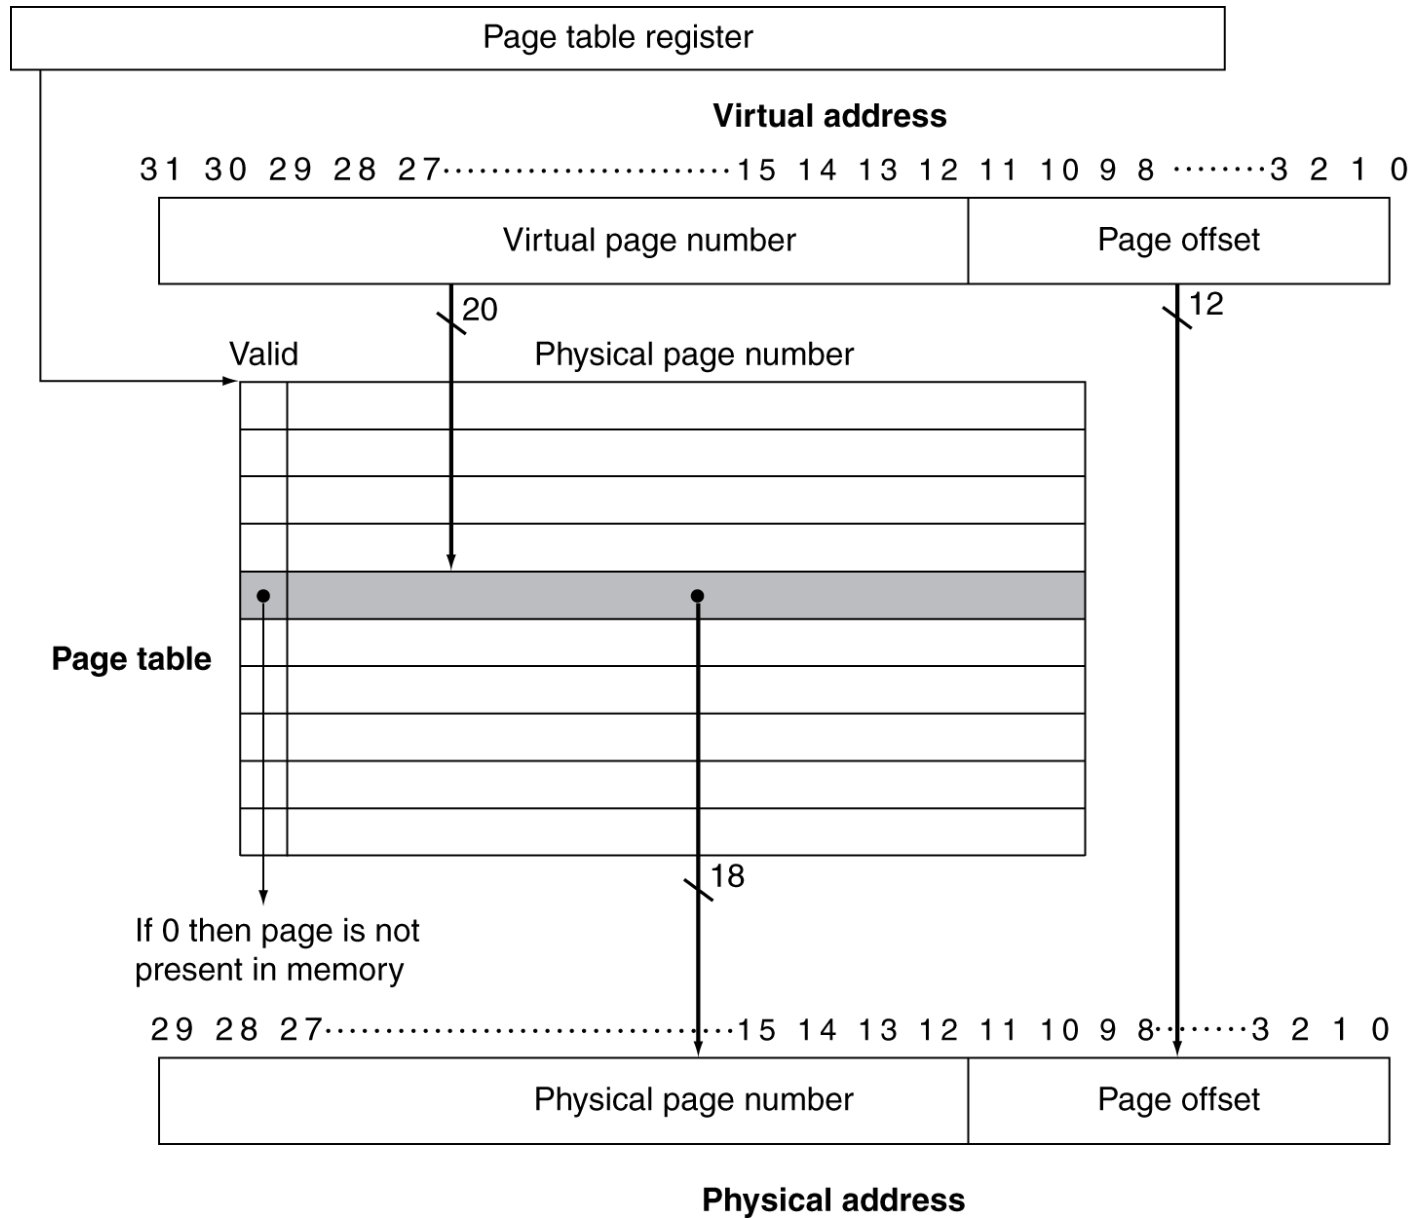 Page table register
Virtual address
31 30 29 28 27························15 14 13 12 11 10 9 8 ········3 2 1 0
Virtual page number Page offset
20 12
Valid Physical page number
Page table
18
If 0 then page is not
present in memory
29 28 27··································15 14 13 12 11 10 9 8········3 2 1 0
Physical page number Page offset
Physical address